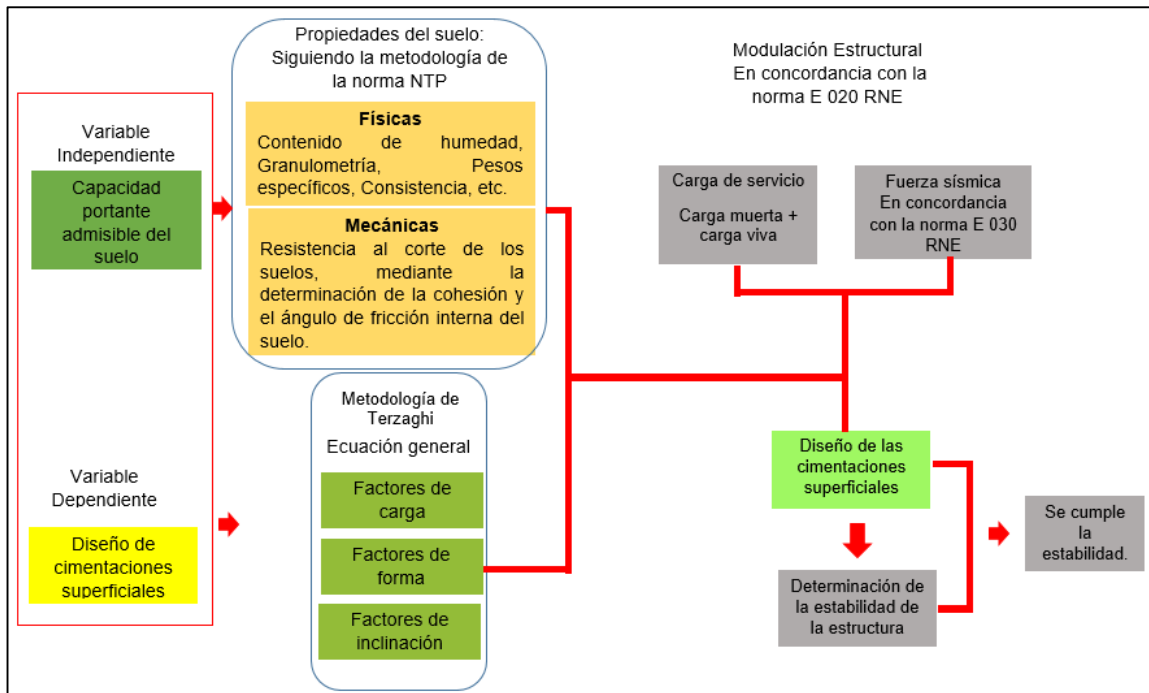 Variable
Independiente
Capacidad
portante
admisible del
suelo
Variable
Dependiente
Diseño de
cimentaciones
superficiales
Propiedades del suelo:
Siguiendo la metodología de
la norma NTP
Físicas
Contenido de humedad,
Granulometría, Pesos
específicos, Consistencia, etc.
Mecánicas
Resistencia al corte de los
suelos, mediante la
determinación de la cohesión y
el ángulo de fricción interna del
suelo.
Metodología de
Terzaghi
Ecuación general
Factores de
carga
Factores de
forma
Factores de
inclinación
Modulación Estructural
En concordancia con la
norma E 020 RNE
Carga de servicio
Carga muerta +
carga viva
Fuerza sísmica
En concordancia
con la norma E 030
RNE
Diseño de las
cimentaciones
superficiales
Determinación de
la estabilidad de
la estructura
Se cumple
la
estabilidad.